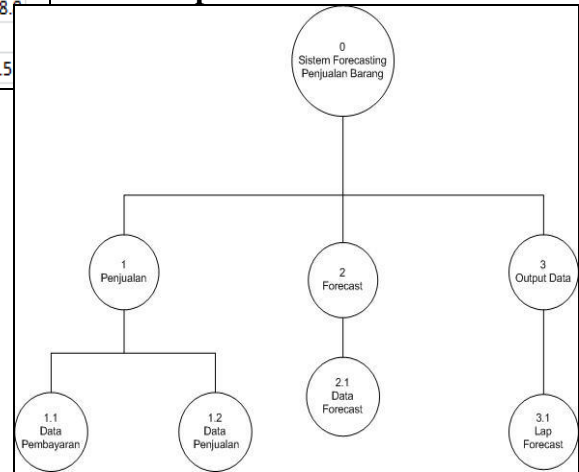 0
Sistem Forecasting
Penjualan Barang
1
Penjualan
2
Forecast
3
Output Data
1.1
Data
Pembayaran
1.2
Data
Penjualan
2.1
Data
Forecast
3.1
Lap
Forecast